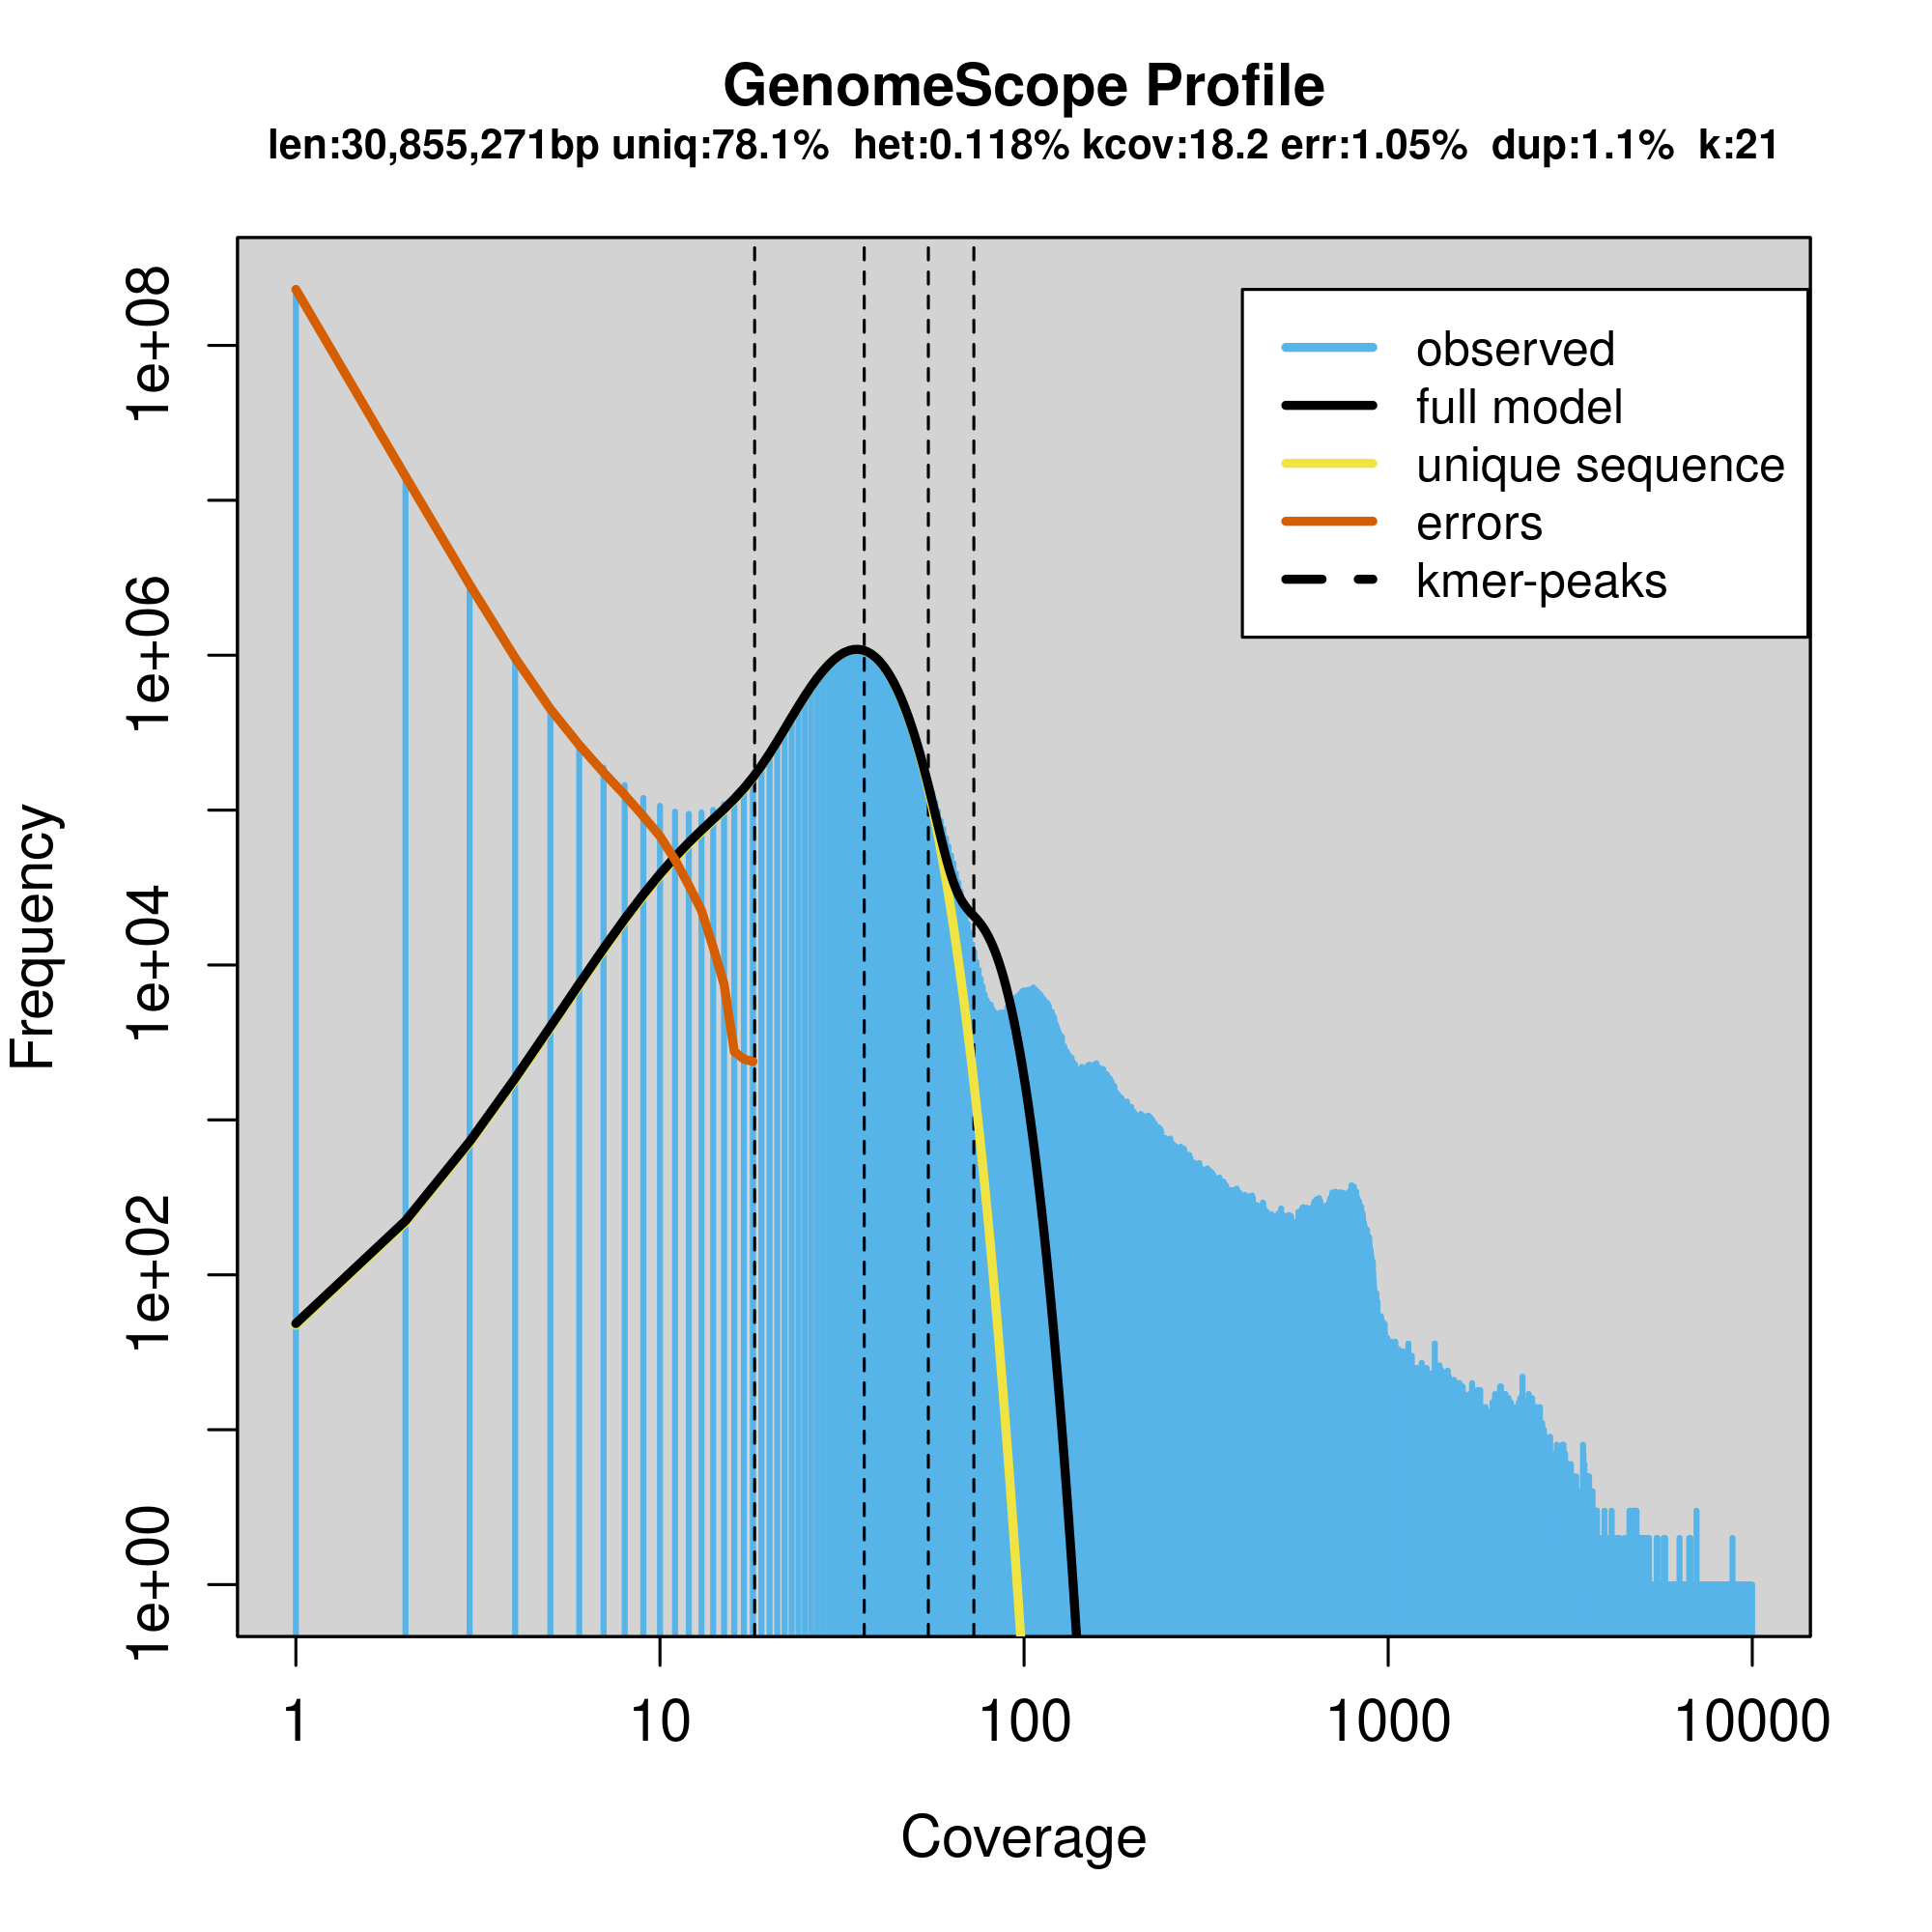 GenomeScope Profile
len:30,855,271bp uniq:78.1% het:0.118% kcov:18.2 err:1.05% dup:1.1% k:21
observed
full model
unique sequence
errors
kmer-peaks
Frequency
1e+08
1e+06
1e+04
1e+02
1e+00
1 10 100 1000 10000
Coverage